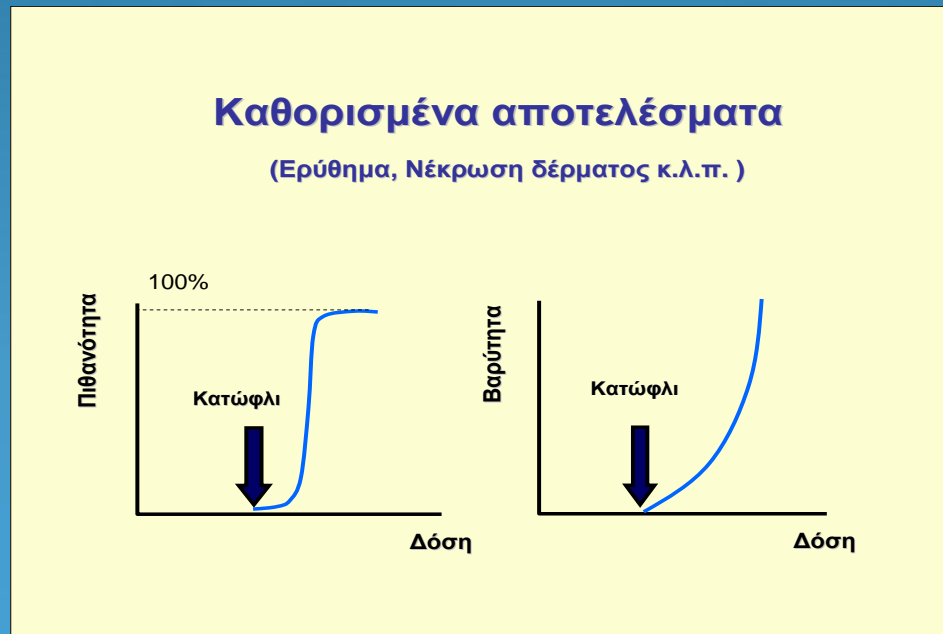 Καθορισμένα αποτελέσματα
(Ερύθημα, Νέκρωση δέρματος κ.λ.π. )
100%
Πιθανότητα
Κατώφλι
Δόση
Βαρύτητα
Κατώφλι
Δόση